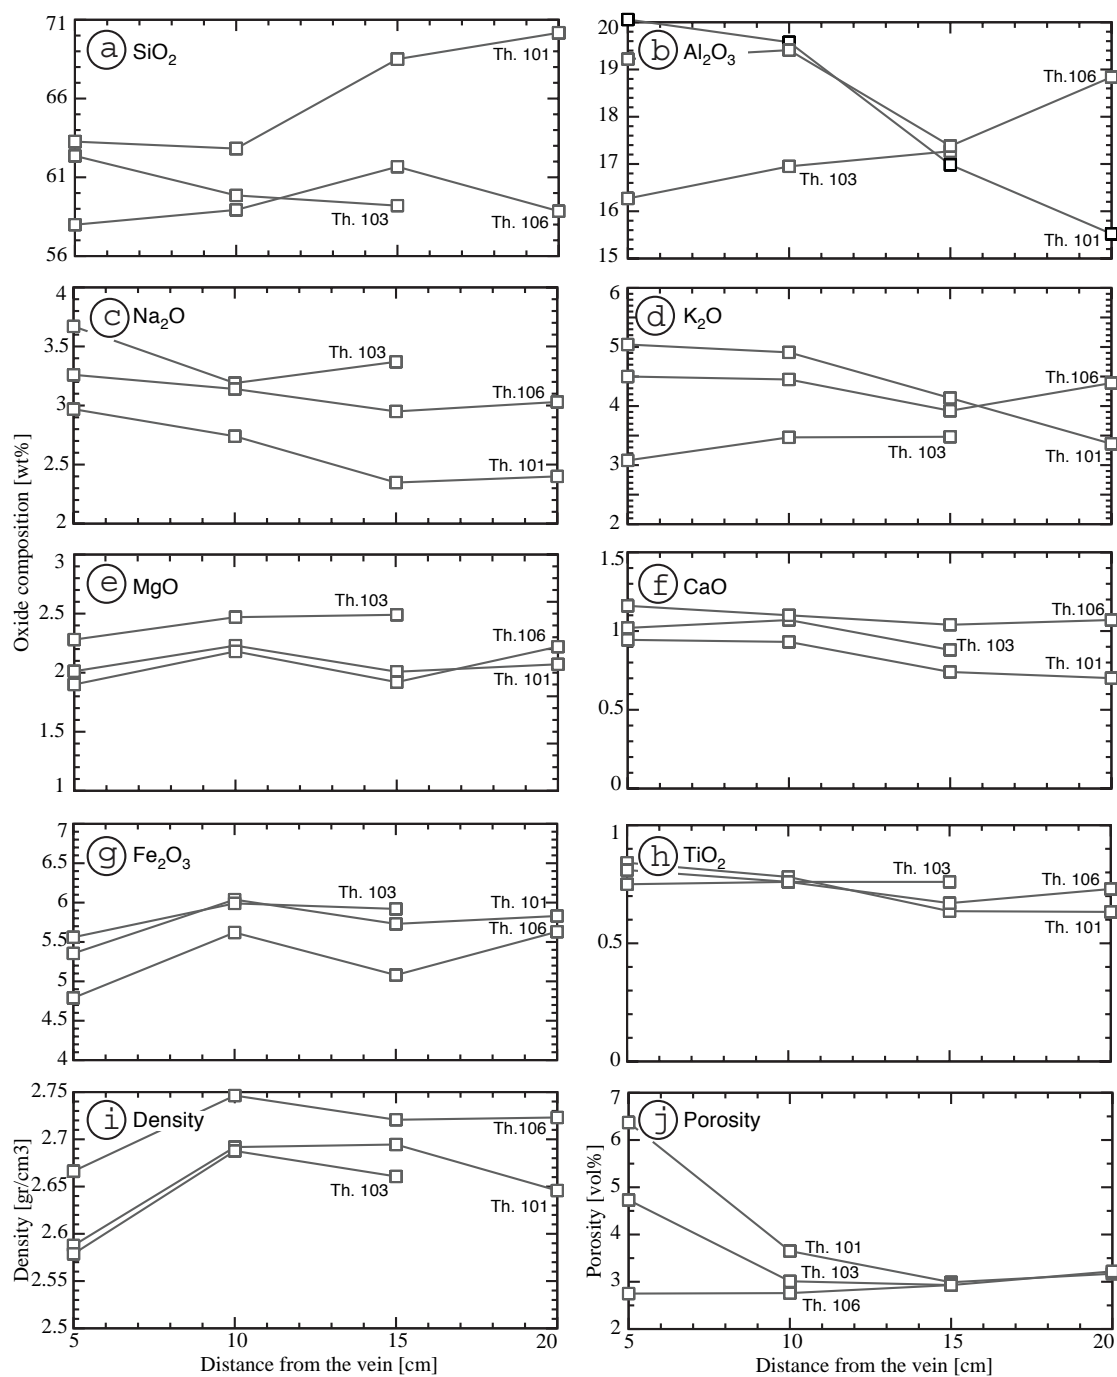 Oxide composition [wt%]
a SiO2
71
66
61
56
Th. 101
Th. 103
Th. 106
b Al2O3
20
19
18
17
16
15
Th. 106
Th. 103
Th. 101
c Na2O
4
3.5
3
2.5
2
Th. 103
Th. 106
Th. 101
d K2O
6
5
4
3
2
Th. 106
Th. 103
Th. 101
e MgO
3
2.5
2
1.5
1
Th.103
Th.106
Th. 101
f CaO
1.5
1
0.5
0
Th. 106
Th. 103
Th. 101
g Fe2O3
7
6.5
6
5.5
5
4.5
4
Th. 103
Th. 101
Th. 106
h TiO2
1
0.5
0
Th. 103
Th. 106
Th. 101
i Density
Density [gr/cm3]
2.75
2.7
2.65
2.6
2.55
2.5
Th.106
Th. 103
Th. 101
5 10 15 20
Distance from the vein [cm]
j Porosity
Porosity [vol%]
7
6
5
4
3
2
Th. 101
Th. 103
Th. 106
5 10 15 20
Distance from the vein [cm]